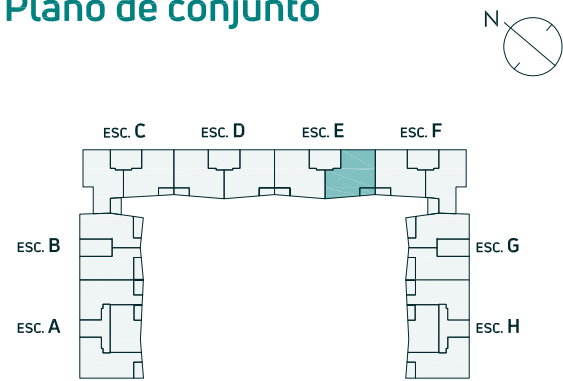 Plano de conjunto
N
ESC. C
ESC. D
ESC. E
ESC. F
ESC. B
ESC. G
ESC. A
ESC. H